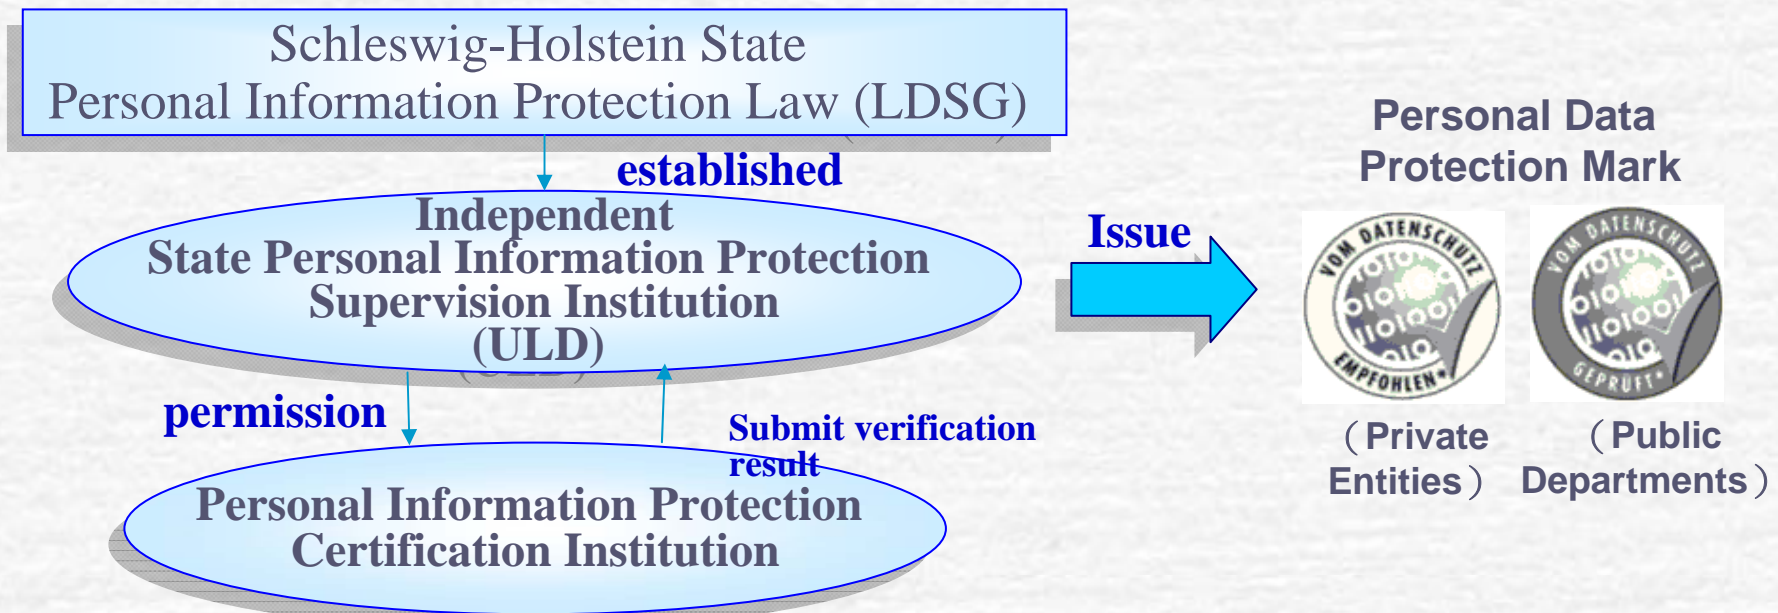 Schleswig-Holstein State
Personal Information Protection Law (LDSG)
established
Independent
State Personal Information Protection
Supervision Institution
(ULD)
permission
Submit verification
result
Personal Information Protection
Certification Institution
Issue
Personal Data
Protection Mark
VOM DATENSCHUTZ
EMPFOHLEN*
VOM DATENSCHUTZ
GEPRÜFT*
（Private
Entities）
（Public
Departments）